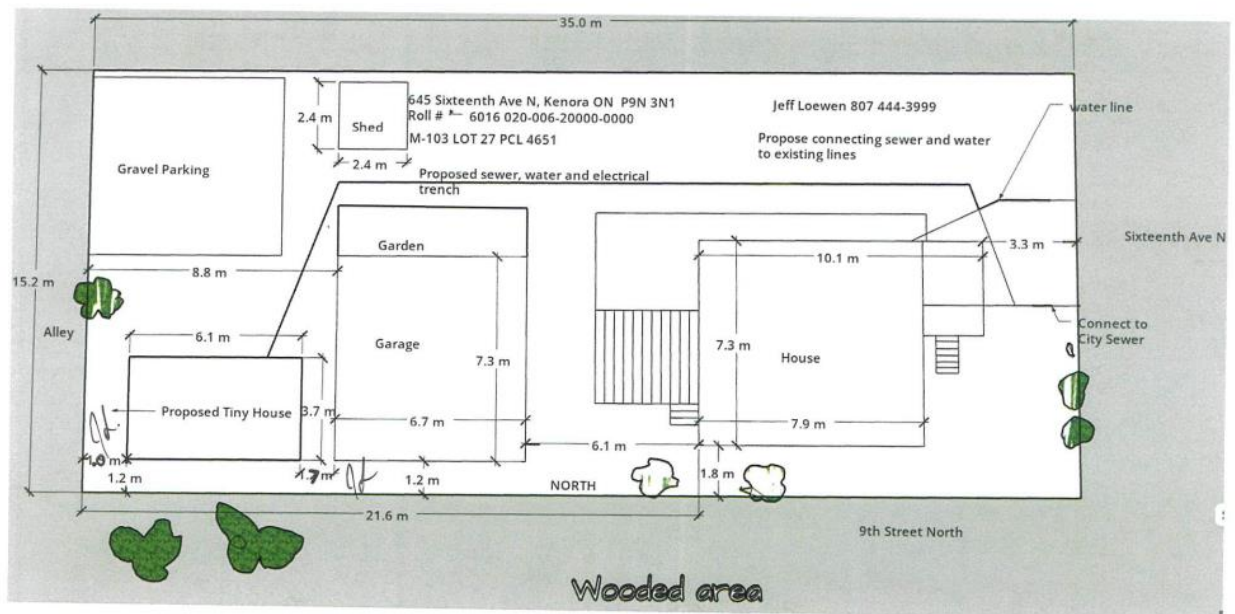 35.0 m
645 Sixteenth Ave N, Kenora ON P9N 3N1
Roll # 6016 020-006-20000-0000
M-103 LOT 27 PCL 4651
Jeff Loewen 807 444-3999
water line
Propose connecting sewer and water
to existing lines
2.4 m
Shed
2.4 m
Gravel Parking
Proposed sewer, water and electrical
trench
Garden
Sixteenth Ave N
3.3 m
10.1 m
8.8 m
15.2 m
Alley
6.1 m
Garage
7.3 m
7.3 m
House
Connect to
City Sewer
Proposed Tiny House
3.7 m
6.7 m
7.9 m
6.1 m
1.0 m
1.2 m
1.7 m
1.2 m
1.8 m
NORTH
21.6 m
9th Street North
Wooded area